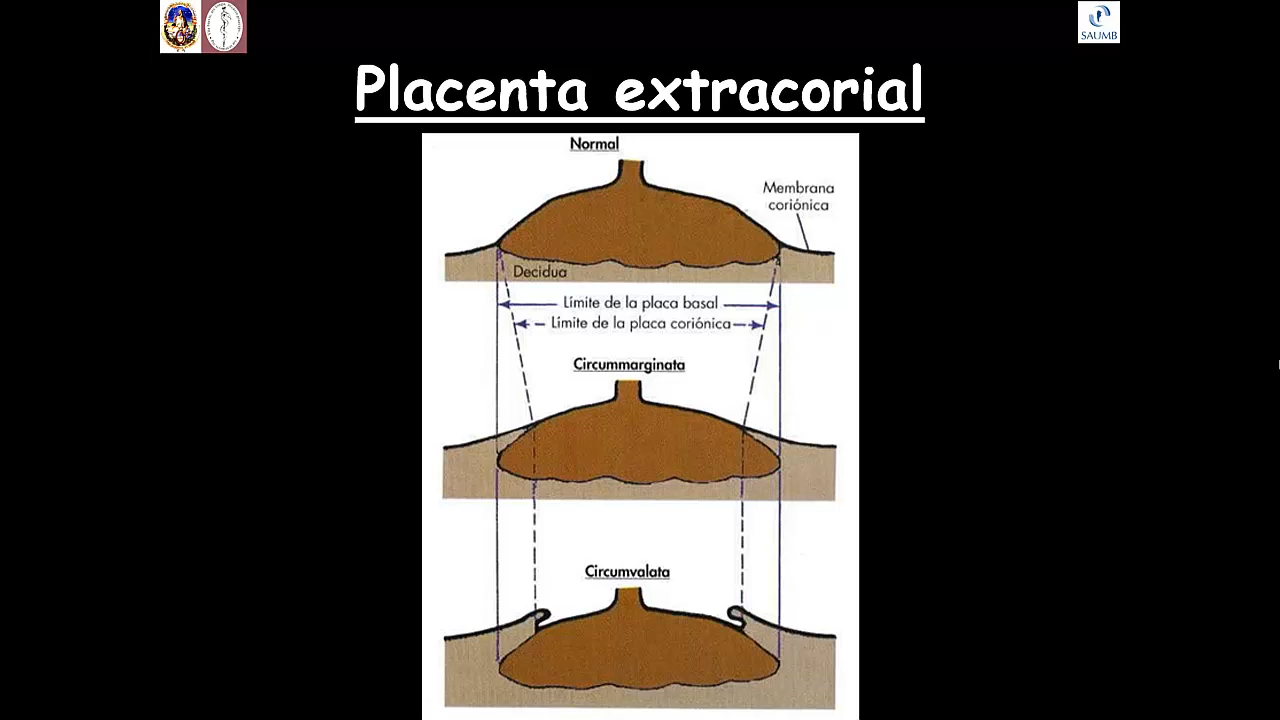 SAUMB
Placenta extracorial
Normal
Membrana
coriónica
Decidua
Límite de la placa basal
Límite de la placa coriónica
Circummarginata
Circumvalata